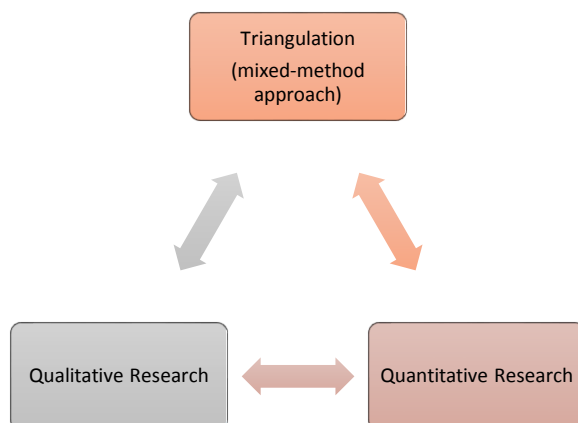 Triangulation
(mixed-method
approach)
Qualitative Research
Quantitative Research